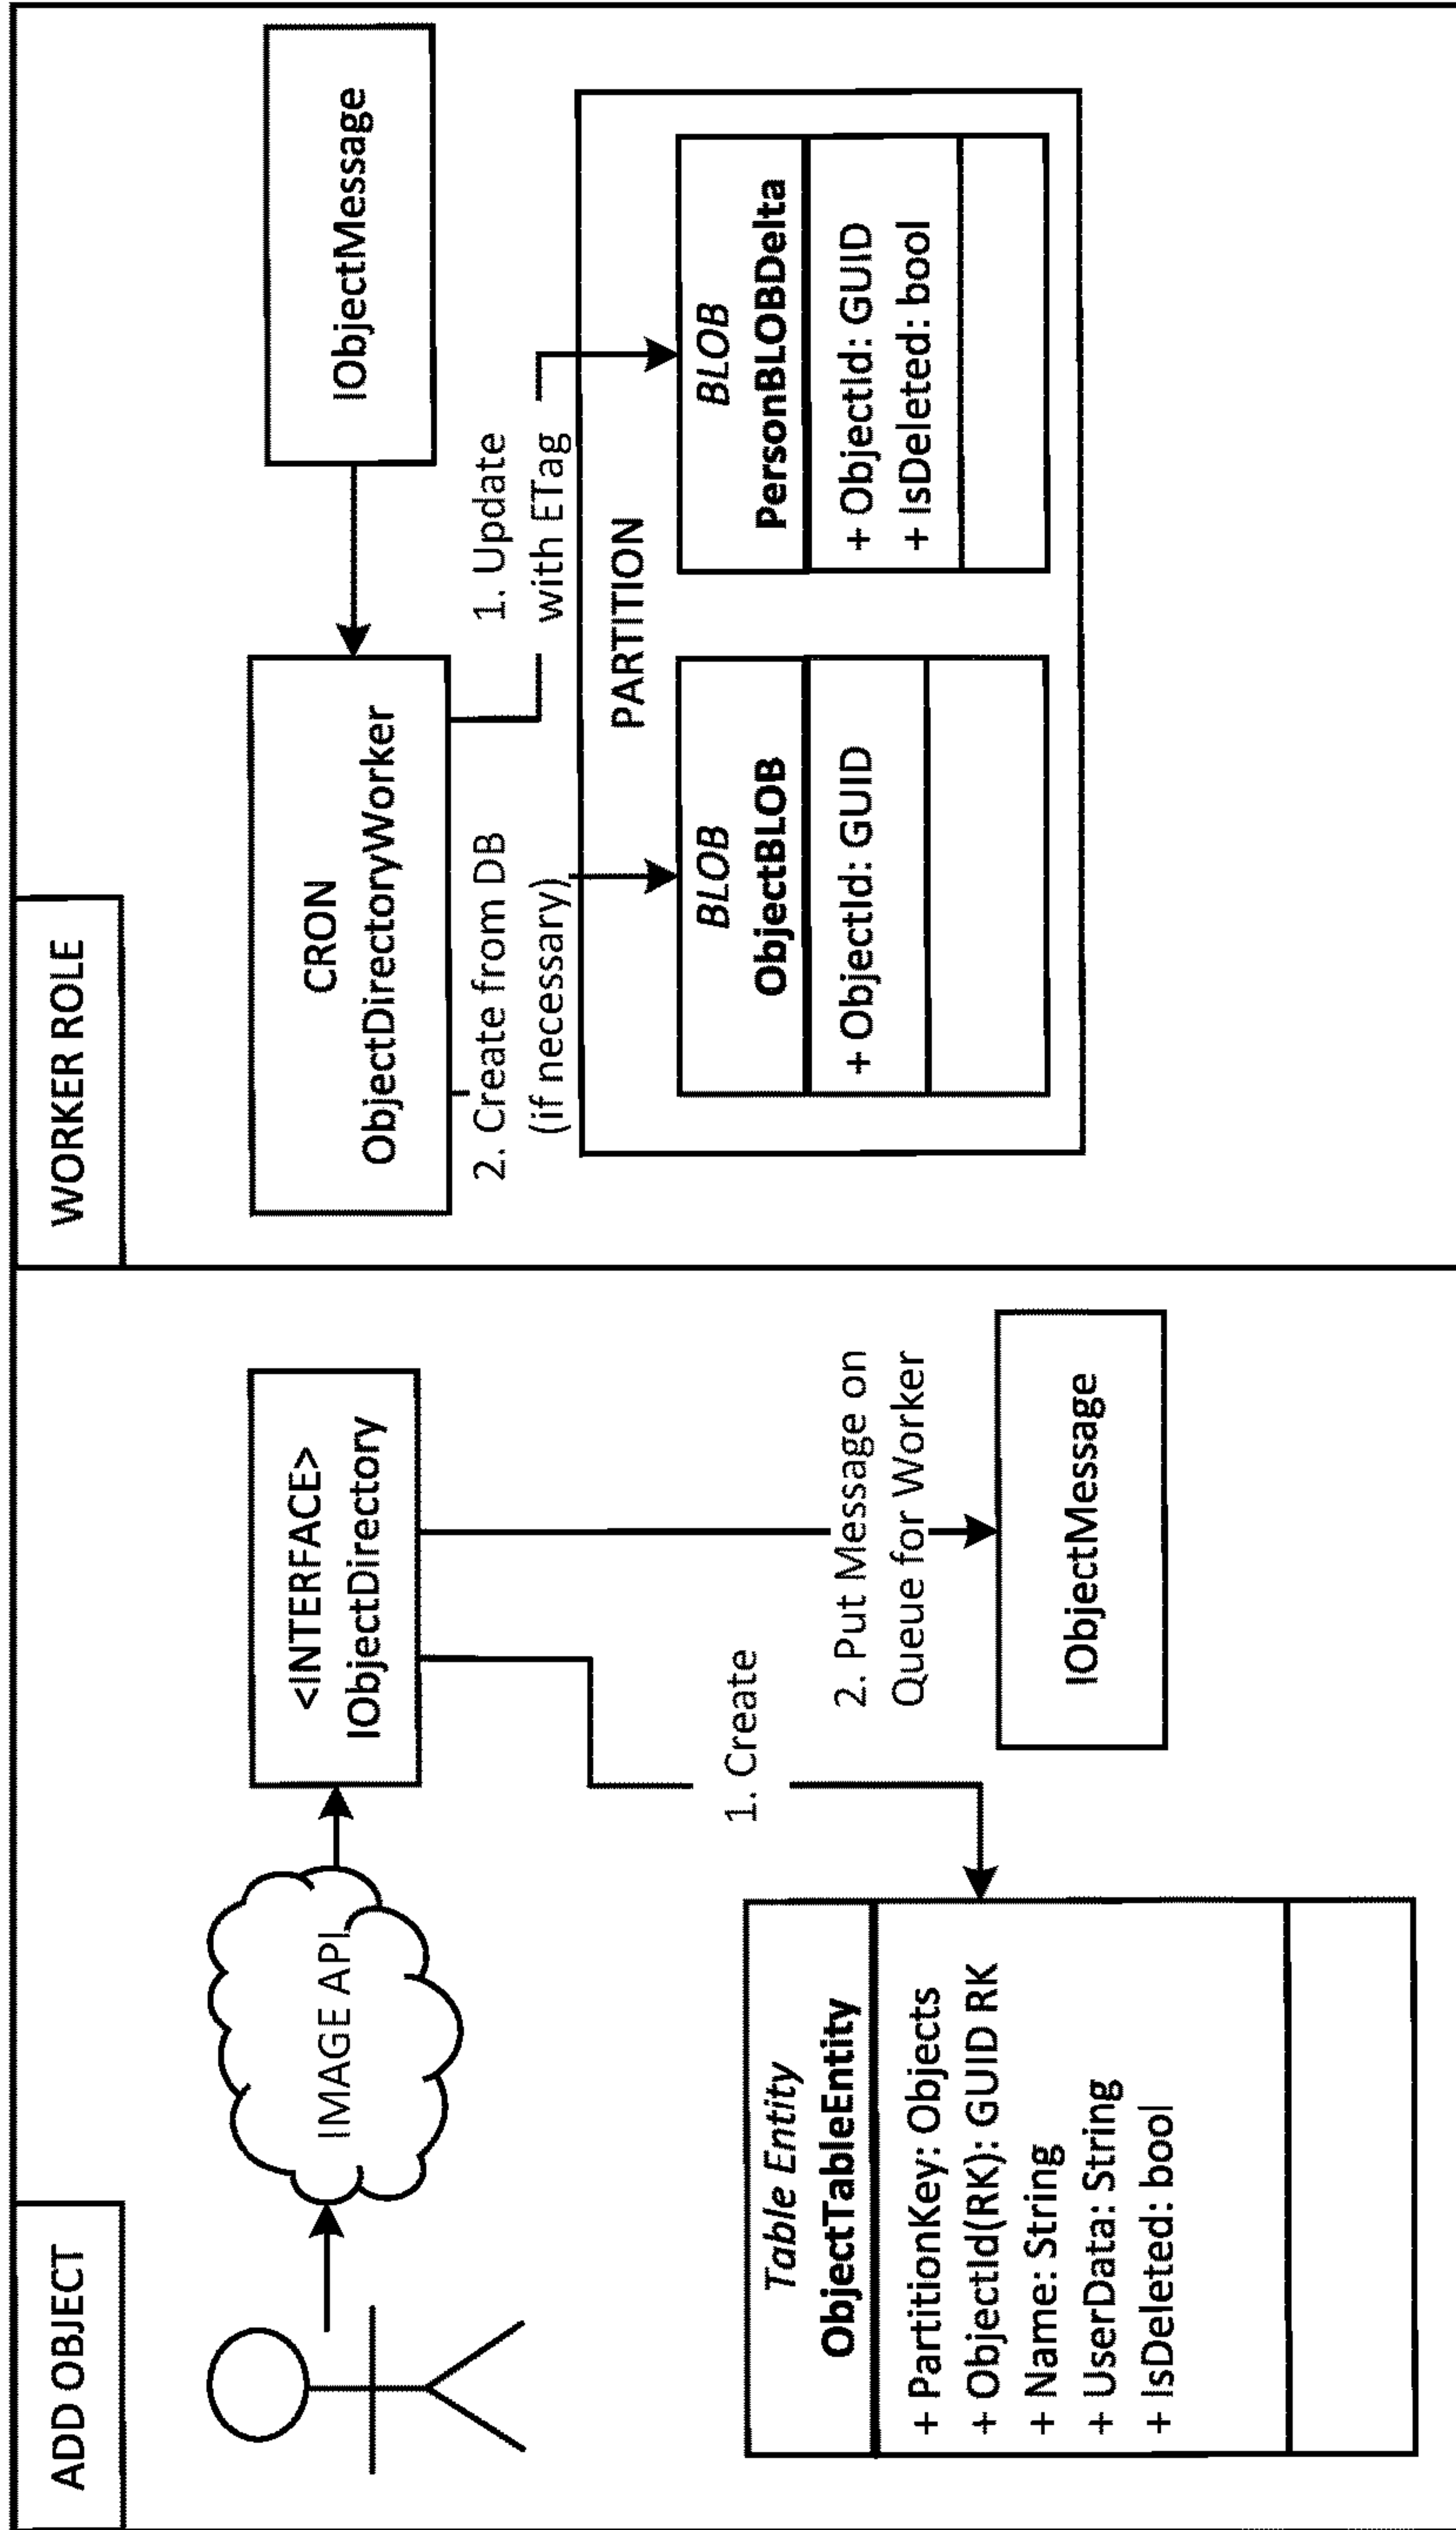 ADD OBJECT
IMAGE API
<INTERFACE>
IObjectDirectory
1. Create
2. Put Message on
Queue for Worker
Table Entity
ObjectTableEntity
+ PartitionKey: Objects
+ ObjectId(RK): GUID RK
+ Name: String
+ UserData: String
+ IsDeleted: bool
IObjectMessage
WORKER ROLE
CRON
ObjectDirectoryWorker
IObjectMessage
2. Create from DB
(if necessary)
1. Update
with ETag
PARTITION
BLOB
ObjectBLOB
+ ObjectId: GUID
BLOB
PersonBLOBDelta
+ ObjectId: GUID
+ IsDeleted: bool